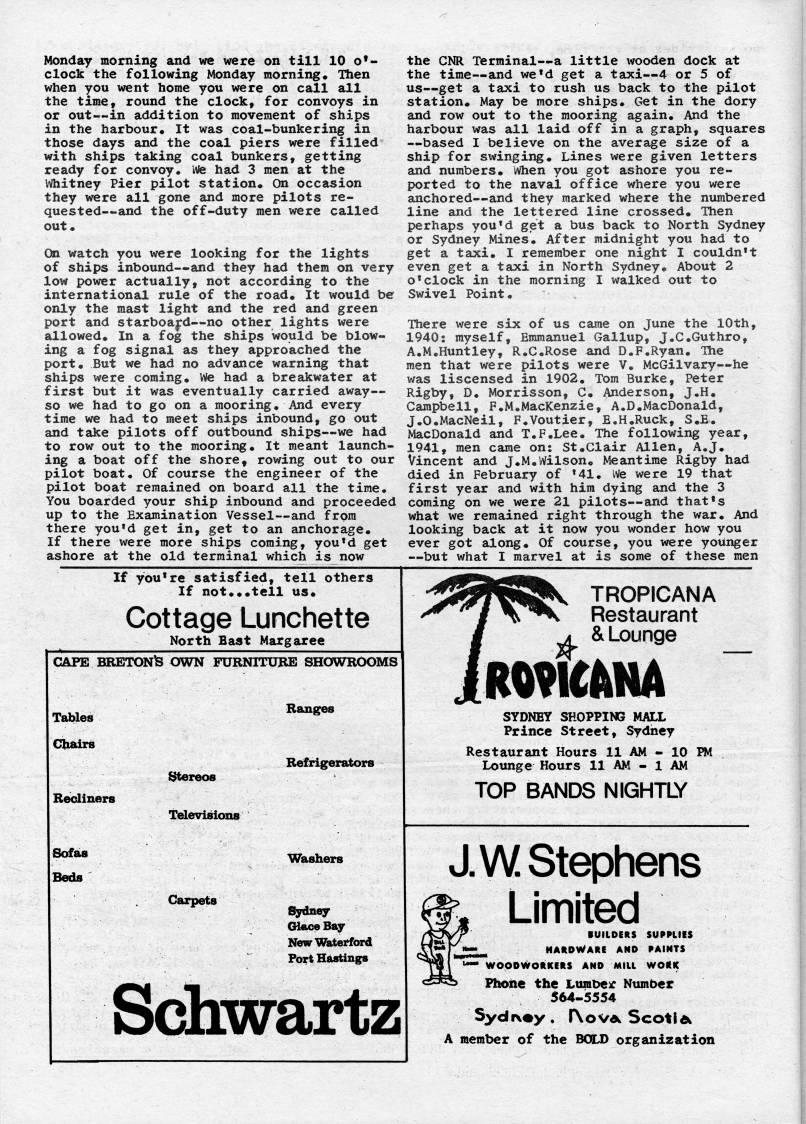 Monday morning and we were on till 10 o'-
clock the following Monday morning. Then
when you went home you were on call all
the time, round the clock, for convoys in
or out--in addition to movement of ships
in the harbour. It was coal-bunkering in
those days and the coal piers were filled
with ships taking coal bunkers, getting
ready for convoy. We had 3 men at the
Whitney Pier pilot station. On occasion
they were all gone and more pilots re-
quested--and the off-duty men were called
out.
On watch you were looking for the lights
of ships inbound--and they had them on very
low power actually, not according to the
international rule of the road. It would be
only the mast light and the red and green
port and starboard--no other lights were
allowed. In a fog the ships would be blow-
ing a fog signal as they approached the
port. But we had no advance warning that
ships were coming. We had a breakwater at
first but it was eventually carried away--
so we had to go on a mooring. And every
time we had to meet ships inbound, go out
and take pilots off outbound ships--we had
to row out to the mooring. It meant launch-
ing a boat off the shore, rowing out to our
pilot boat. Of course the engineer of the
pilot boat remained on board all the time.
You boarded your ship inbound and proceeded
up to the Examination Vessel--and from
there you'd get in, get to an anchorage.
If there were more ships coming, you'd get
ashore at the old terminal which is now
the CNR Terminal--a little wooden dock at
the time--and we'd get a taxi--4 or 5 of
us--get a taxi to rush us back to the pilot
station. May be more ships. Get in the dory
and row out to the mooring again. And the
harbour was all laid off in a graph, squares
--based I believe on the average size of a
ship for swinging. Lines were given letters
and numbers. When you got ashore you re-
ported to the naval office where you were
anchored--and they marked where the numbered
line and the lettered line crossed. Then
perhaps you'd get a bus back to North Sydney
or Sydney Mines. After midnight you had to
get a taxi. I remember one night I couldn't
even get a taxi in North Sydney. About 2
o'clock in the morning I walked out to
Swivel Point.
There were six of us came on June the 10th,
1940: myself, Emmanuel Gallup, J.C.Guthro,
A.M.Huntley, R.C.Rose and D.F.Ryan. The
men that were pilots were V. McGilvary--he
was liscensed in 1902. Tom Burke, Peter
Rigby, D. Morrisson, C. Anderson, J.H.
Campbell, F.M.MacKenzie, A.D.MacDonald,
J.O.MacNeil, F.Voutier, E.H.Ruck, S.E.
MacDonald and T.F.Lee. The following year,
1941, men came on: St.Clair Allen, A.J.
Vincent and J.M.Wilson. Meantime Rigby had
died in February of '41. We were 19 that
first year and with him dying and the 3
coming on we were 21 pilots--and that's
what we remained right through the war. And
looking back at it now you wonder how you
ever got along. Of course, you were younger
--but what I marvel at is some of these men
If you're satisfied, tell others
If not...tell us.
Cottage Lunchette
North East Margaree
CAPE BRETON'S OWN FURNITURE SHOWROOMS
Ranges
Tables
Chairs
Refrigerators
Stereos
Recliners
Televisions
Sofas
Washers
Beds
Carpets
Sydney
Glace Bay
New Waterford
Port Hastings
Schwartz
TROPICANA
Restaurant
& Lounge
TROPICANA
SYDNEY SHOPPING MALL
Prince Street, Sydney
Restaurant Hours 11 AM - 10 PM
Lounge Hours 11 AM - 1 AM
TOP BANDS NIGHTLY
J.W. Stephens
Limited
BUILDERS SUPPLIES
HARDWARE AND PAINTS
Home
Improvement
Loans
WOODWORKERS AND MILL WORK
Phone the Lumber Number
564-5554
Sydney, Nova Scotia
A member of the BOLD organization